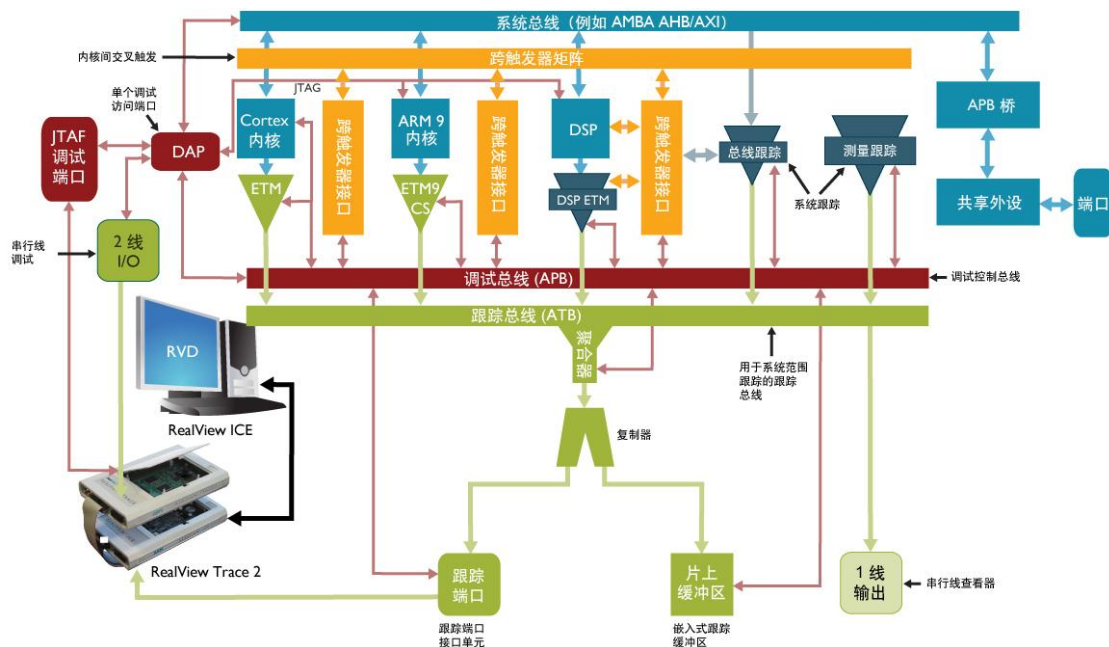 系统总线（例如 AMBA AHB/AXI）
内核间交叉触发
跨触发器矩阵
JTAG
单个调试
访问端口
JTAF
调试
端口
DAP
Cortex
内核
跨触发器接口
ARM 9
内核
跨触发器接口
DSP
跨触发器接口
总线跟踪
测量跟踪
APB 桥
ETM
ETM9
CS
DSP ETM
系统跟踪
共享外设
端口
串行线
调试
2 线
I/O
调试总线 (APB)
调试控制总线
跟踪总线 (ATB)
聚合器
用于系统范围
跟踪的跟踪
总线
RVD
RealView ICE
复制器
RealView Trace 2
跟踪
端口
跟踪端口
接口单元
片上
缓冲区
嵌入式跟踪
缓冲区
1 线
输出
串行线查看器